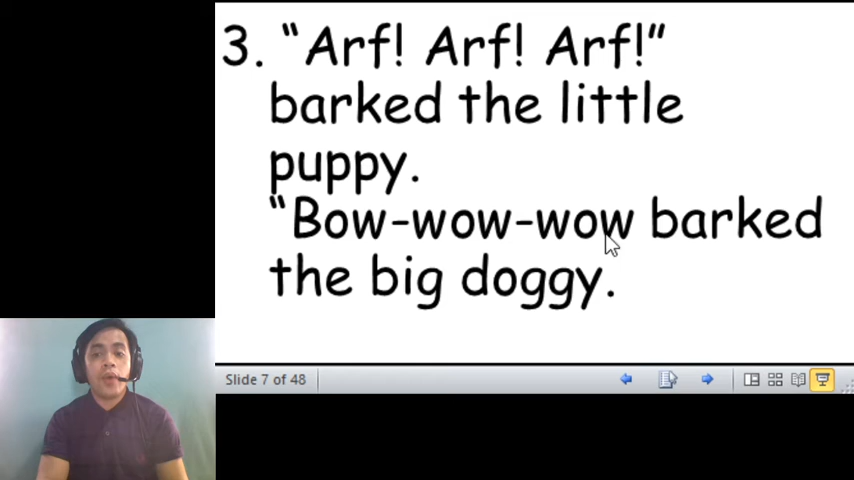 3. “Arf! Arf! Arf!”
barked the little
puppy.
“Bow-wow-wow barked
the big doggy.
Slide 7 of 48